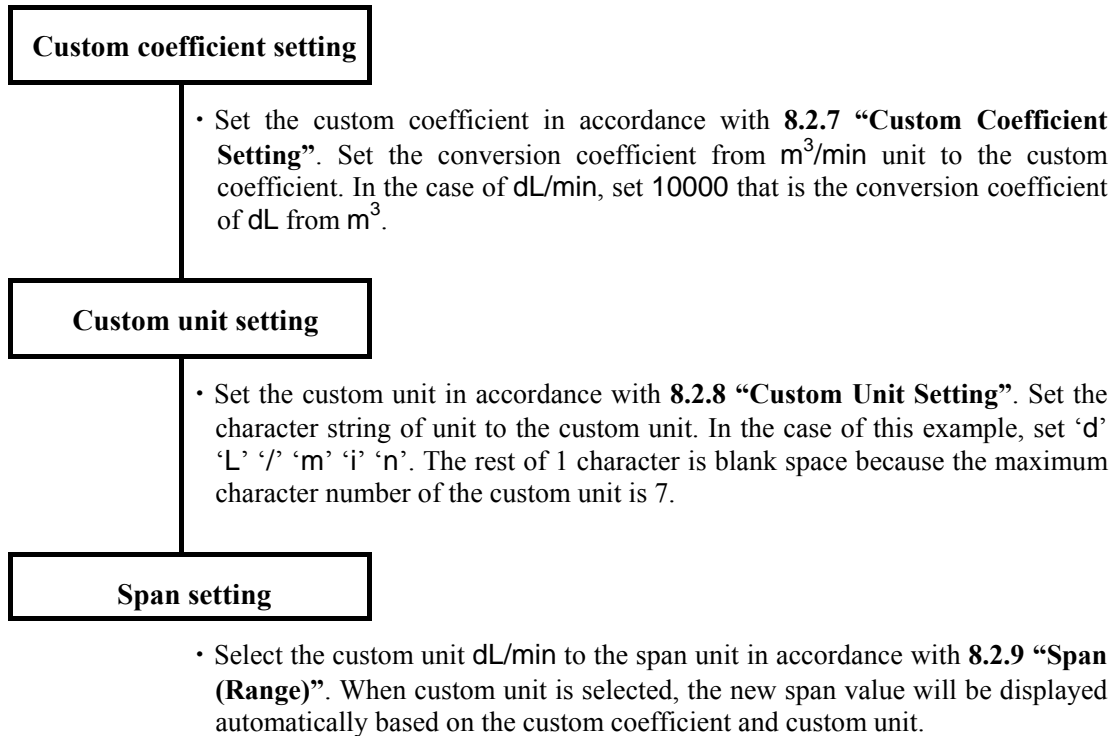 Custom coefficient setting
・Set the custom coefficient in accordance with 8.2.7 “Custom Coefficient
Setting”. Set the conversion coefficient from m³/min unit to the custom
coefficient. In the case of dL/min, set 10000 that is the conversion coefficient
of dL from m³.
Custom unit setting
・Set the custom unit in accordance with 8.2.8 “Custom Unit Setting”. Set the
character string of unit to the custom unit. In the case of this example, set ‘d’
‘L’ ‘/’ ‘m’ ‘i’ ‘n’. The rest of 1 character is blank space because the maximum
character number of the custom unit is 7.
Span setting
・Select the custom unit dL/min to the span unit in accordance with 8.2.9 “Span
(Range)”. When custom unit is selected, the new span value will be displayed
automatically based on the custom coefficient and custom unit.